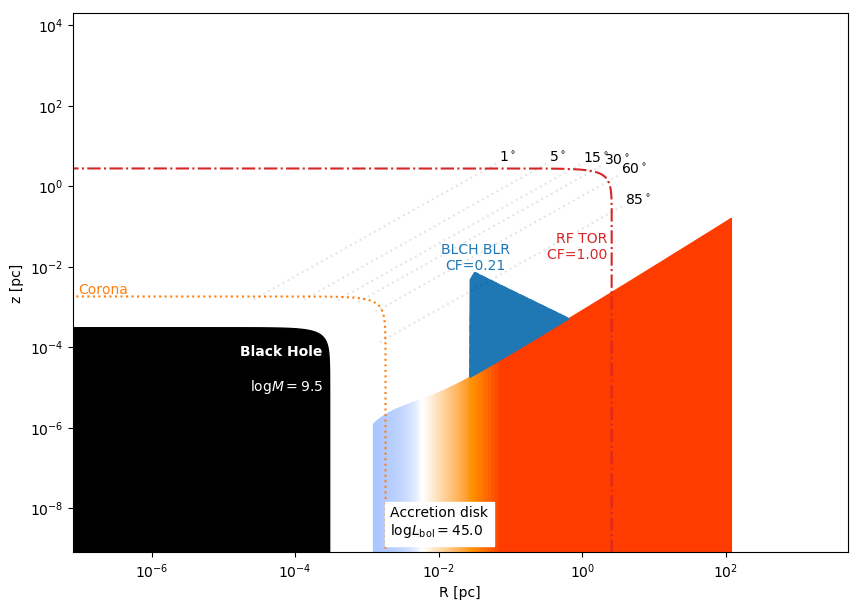 10^4
10^2
10^0
10^-2
10^-4
10^-6
10^-8
z [pc]
1°
5°
15°
30°
60°
85°
RF TOR
CF=1.00
BLCH BLR
CF=0.21
Corona
Black Hole
logM = 9.5
Accretion disk
logL_bol = 45.0
10^-6
10^-4
10^-2
10^0
10^2
R [pc]